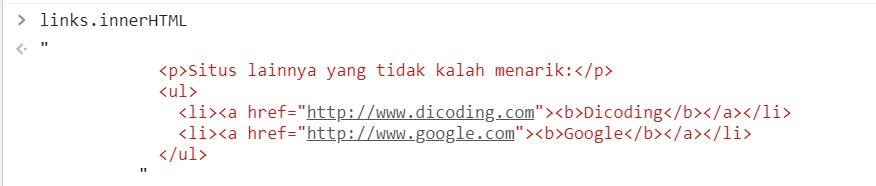 > links.innerHTML
<· "
<p>Situs lainnya yang tidak kalah menarik:</p>
<ul>
<li><a href="http://www.dicoding.com"><b>Dicoding</b></a></li>
<li><a href="http://www.google.com"><b>Google</b></a></li>
</ul>
"